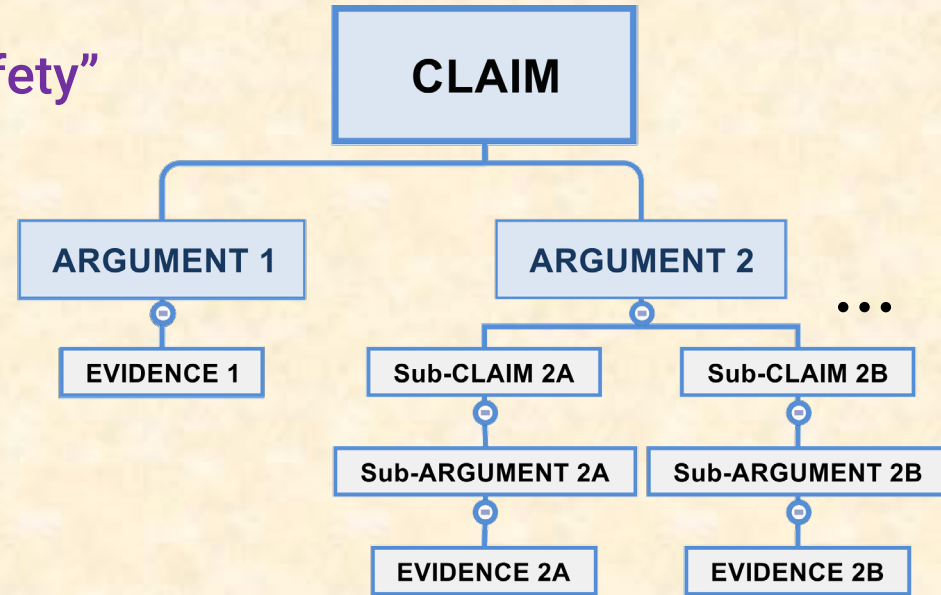 fety”
CLAIM
ARGUMENT 1
ARGUMENT 2
...
EVIDENCE 1
Sub-CLAIM 2A
Sub-CLAIM 2B
Sub-ARGUMENT 2A
Sub-ARGUMENT 2B
EVIDENCE 2A
EVIDENCE 2B